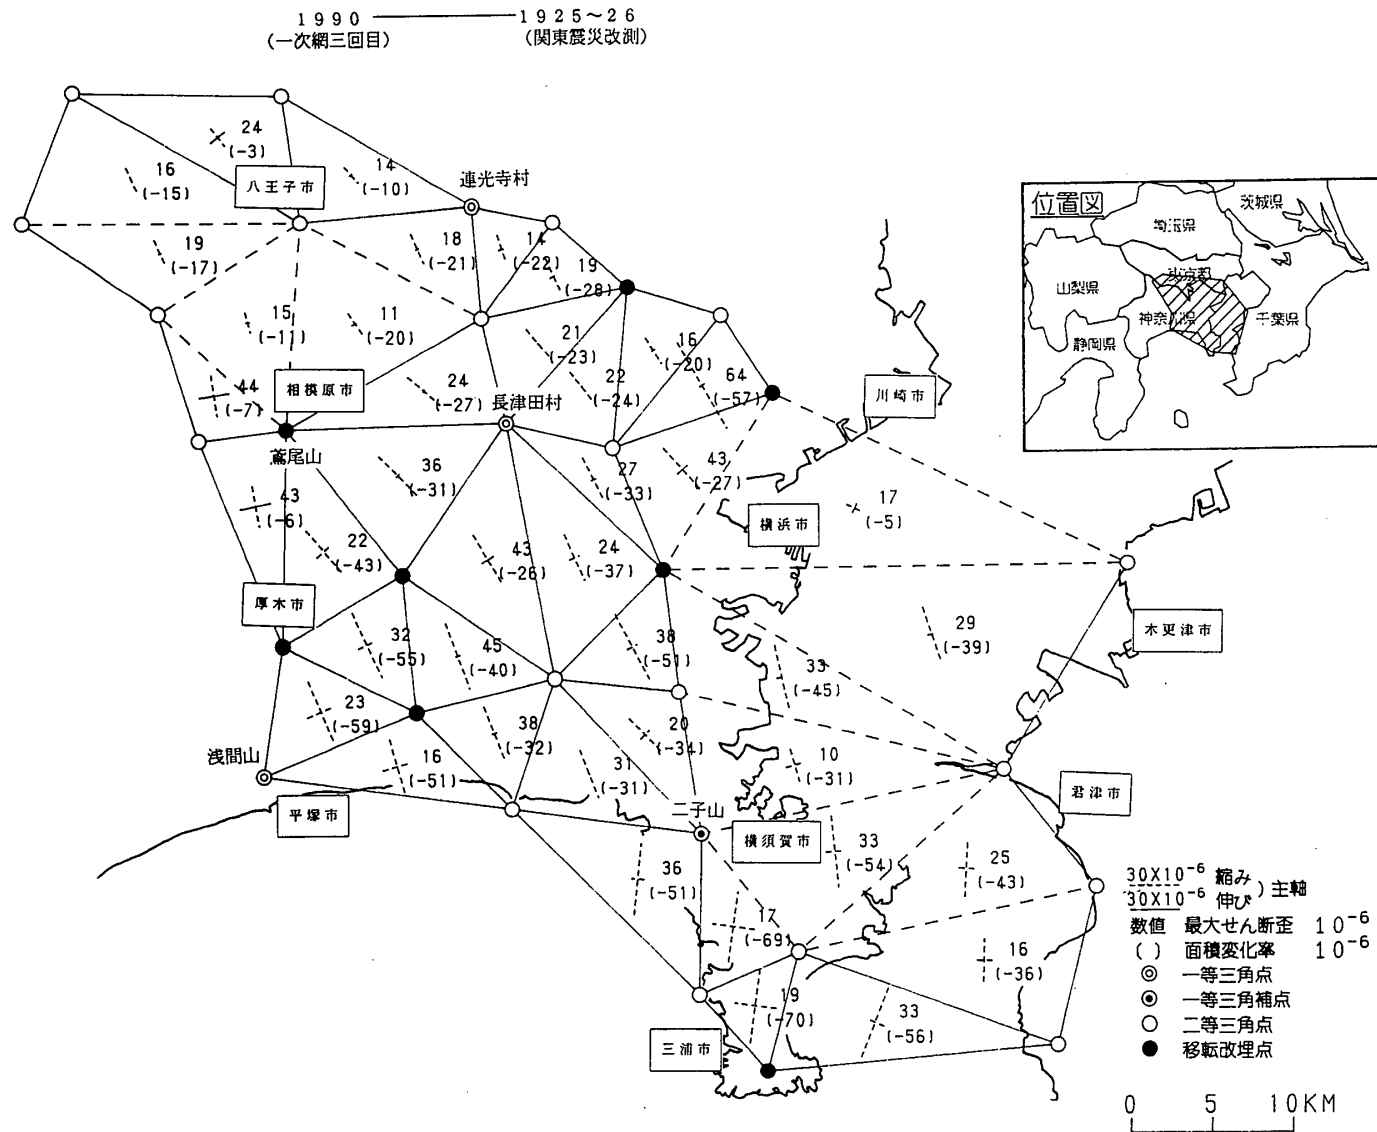 1990 ――― 1925～26
(一次網三回目) (関東震災改測)
24
(-3)
16
(-15)
14
(-10)
八王子市
連光寺村
19
(-17)
18
(-21)
14
(-22)
19
(-28)
15
(-11)
11
(-20)
21
(-23)
16
(-20)
44
(-7)
相模原市
24
(-27)
22
(-24)
64
(-57)
長津田村
川崎市
鳶尾山
36
(-31)
27
(-33)
43
(-27)
43
(-6)
17
(-5)
横浜市
22
(-43)
43
(-26)
24
(-37)
厚木市
32
(-55)
45
(-40)
38
(-51)
33
(-45)
29
(-39)
木更津市
23
(-59)
38
(-32)
20
(-34)
浅間山
16
(-51)
31
(-31)
10
(-31)
平塚市
二子山
横須賀市
君津市
36
(-51)
33
(-54)
25
(-43)
17
(-69)
16
(-36)
19
(-70)
33
(-56)
三浦市
位置図
茨城県
埼玉県
東京都
山梨県
神奈川県
千葉県
静岡県
30X10⁻⁶ 縮み
30X10⁻⁶ 伸び
) 主軸
数値 最大せん断歪 10⁻⁶
( ) 面積変化率 10⁻⁶
◎ 一等三角点
一等三角補点
○ 二等三角点
● 移転改埋点
0 5 10KM